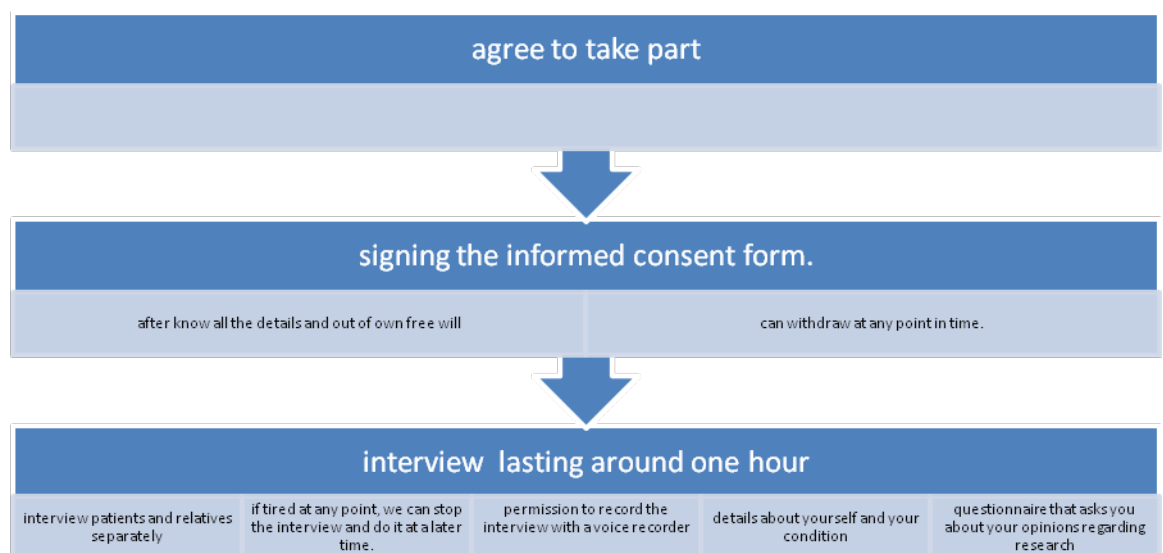 agree to take part
signing the informed consent form.
after know all the details and out of own free will
can withdraw at any point in time.
interview lasting around one hour
interview patients and relatives
separately
if tired at any point, we can stop
the interview and do it at a later
time.
permission to record the
interview with a voice recorder
details about yourself and your
condition
questionnaire that asks you
about your opinions regarding
research